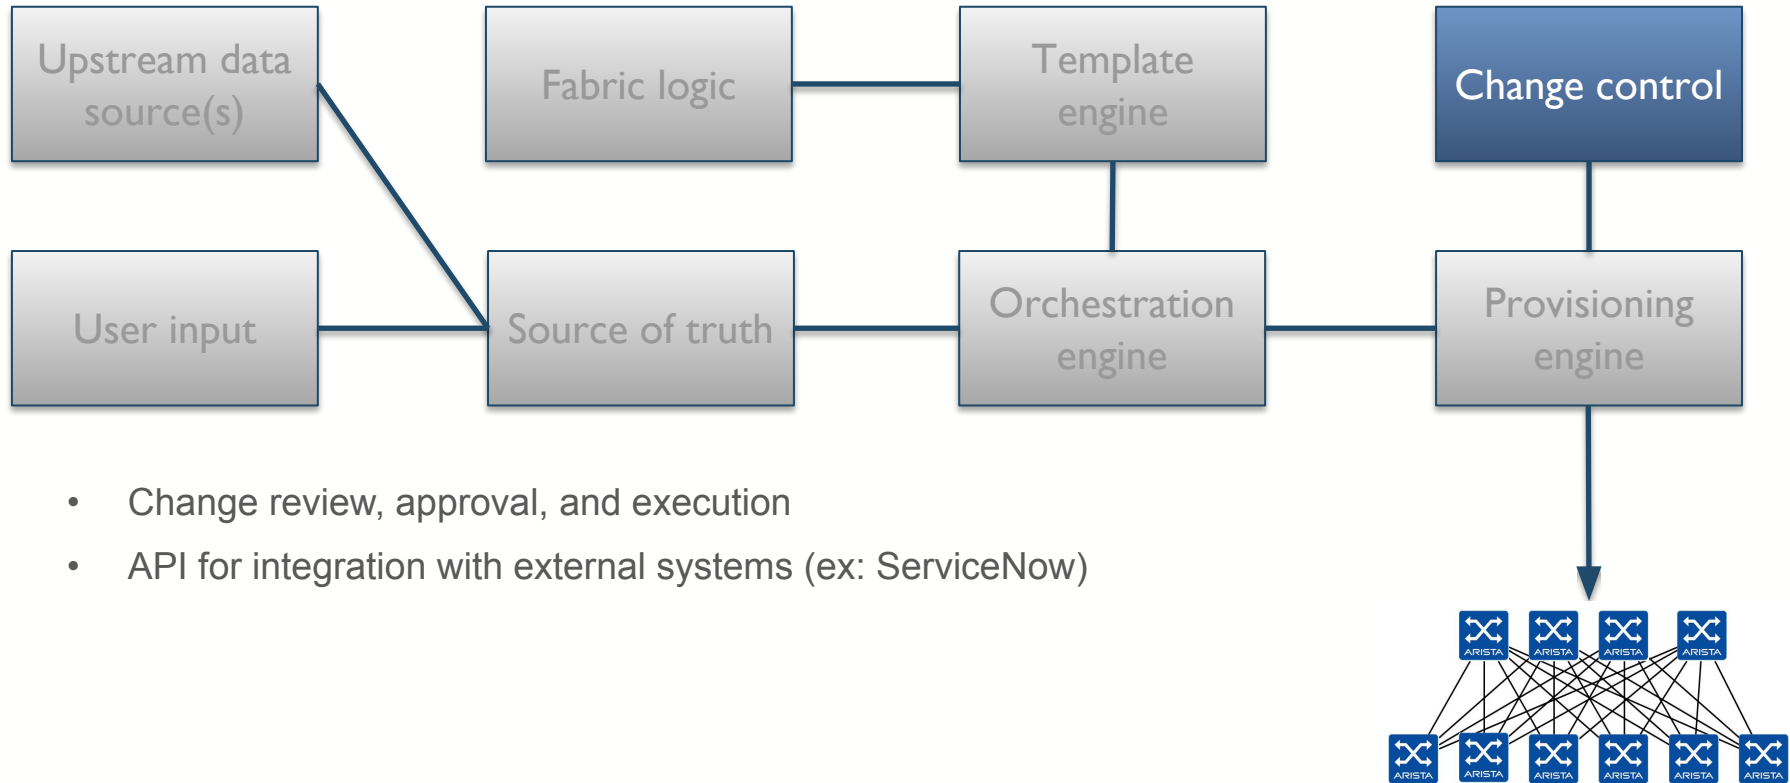 Upstream data
source(s)
Fabric logic
Template
engine
Change control
User input
Source of truth
Orchestration
engine
Provisioning
engine
• Change review, approval, and execution
• API for integration with external systems (ex: ServiceNow)
ARISTA
ARISTA
ARISTA
ARISTA
ARISTA
ARISTA
ARISTA
ARISTA
ARISTA
ARISTA